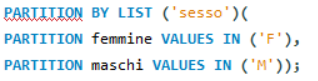 PARTITION BY LIST ('sesso')(
PARTITION femmine VALUES IN ('F'),
PARTITION maschi VALUES IN ('M'));